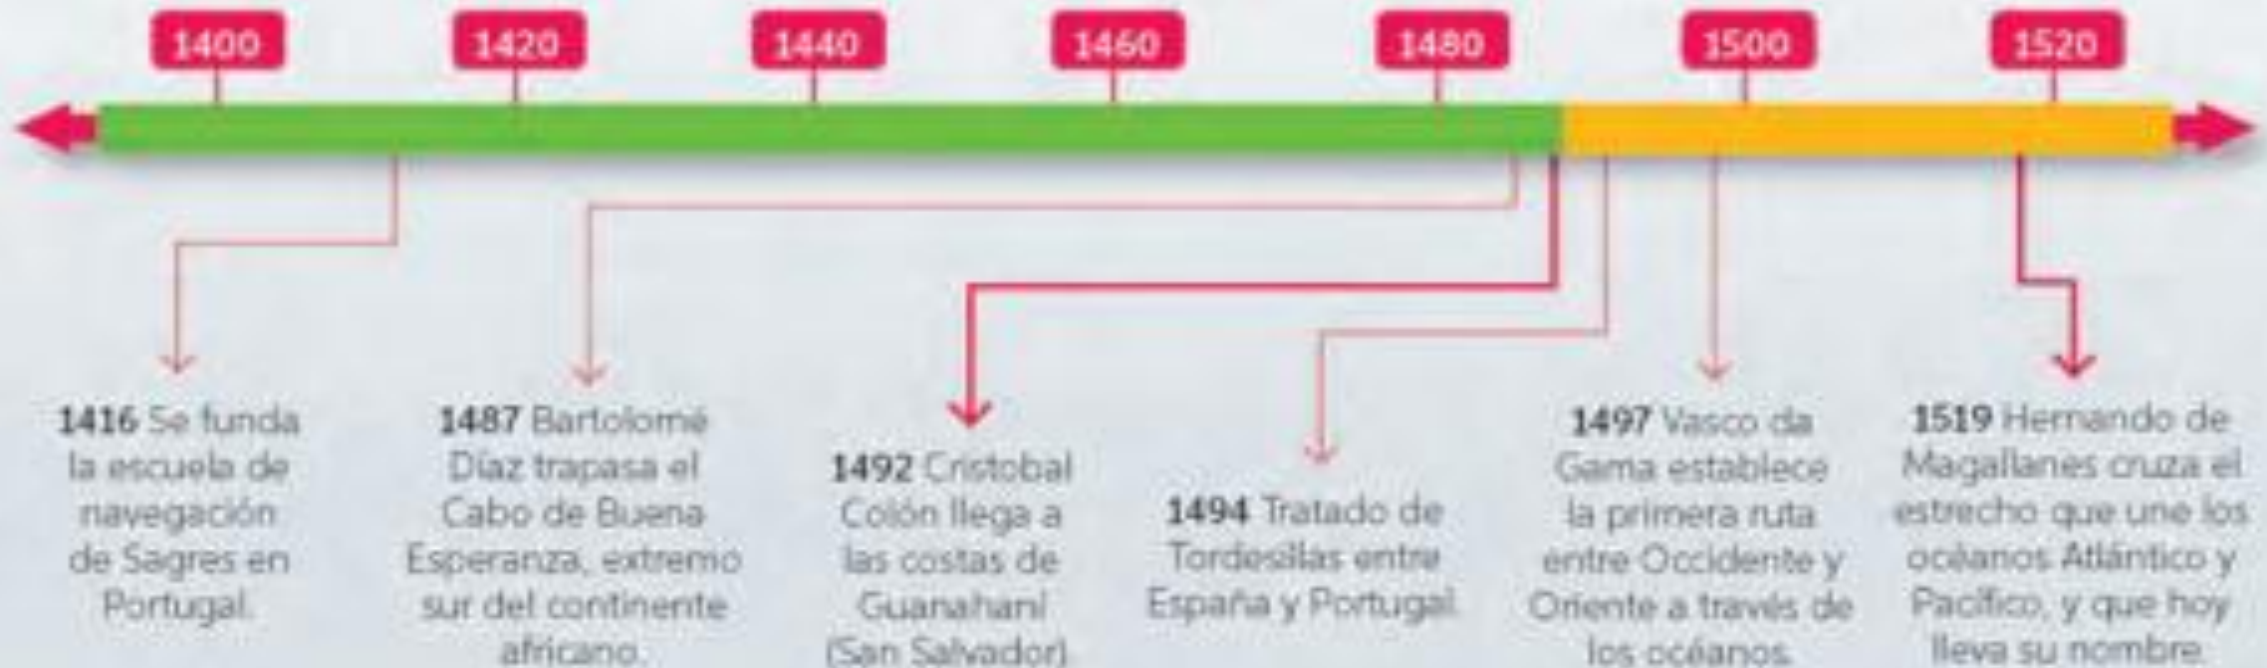 1400
1420
1440
1460
1480
1500
1520
1416 Se funda
la escuela de
navegación
de Sagres en
Portugal.
1487 Bartolomé
Díaz trapasa el
Cabo de Buena
Esperanza, extremo
sur del continente
africano.
1492 Cristobal
Colón llega a
las costas de
Guanahaní
(San Salvador).
1494 Tratado de
Tordesillas entre
España y Portugal.
1497 Vasco da
Gama establece
la primera ruta
entre Occidente y
Oriente a través de
los océanos.
1519 Hernando de
Magallanes cruza el
estrecho que une los
océanos Atlántico y
Pacífico, y que hoy
lleva su nombre.